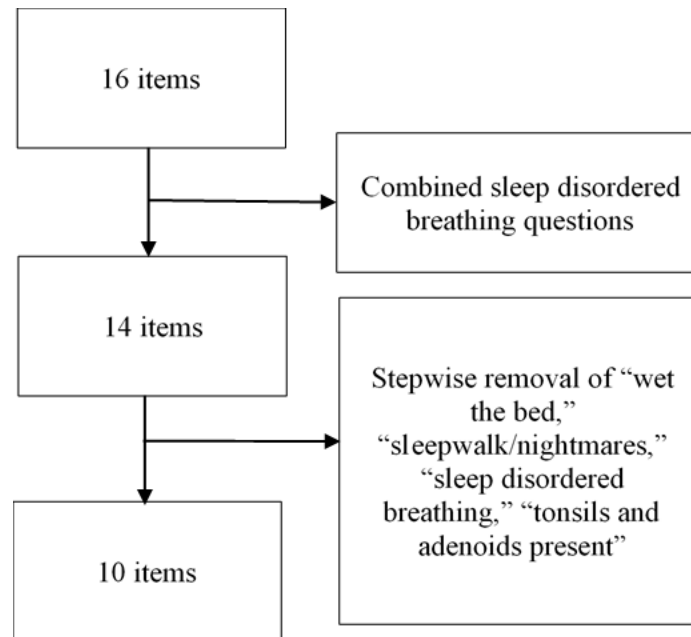 16 items
Combined sleep disordered
breathing questions
14 items
Stepwise removal of “wet
the bed,”
“sleepwalk/nightmares,”
“sleep disordered
breathing,” “tonsils and
adenoids present”
10 items